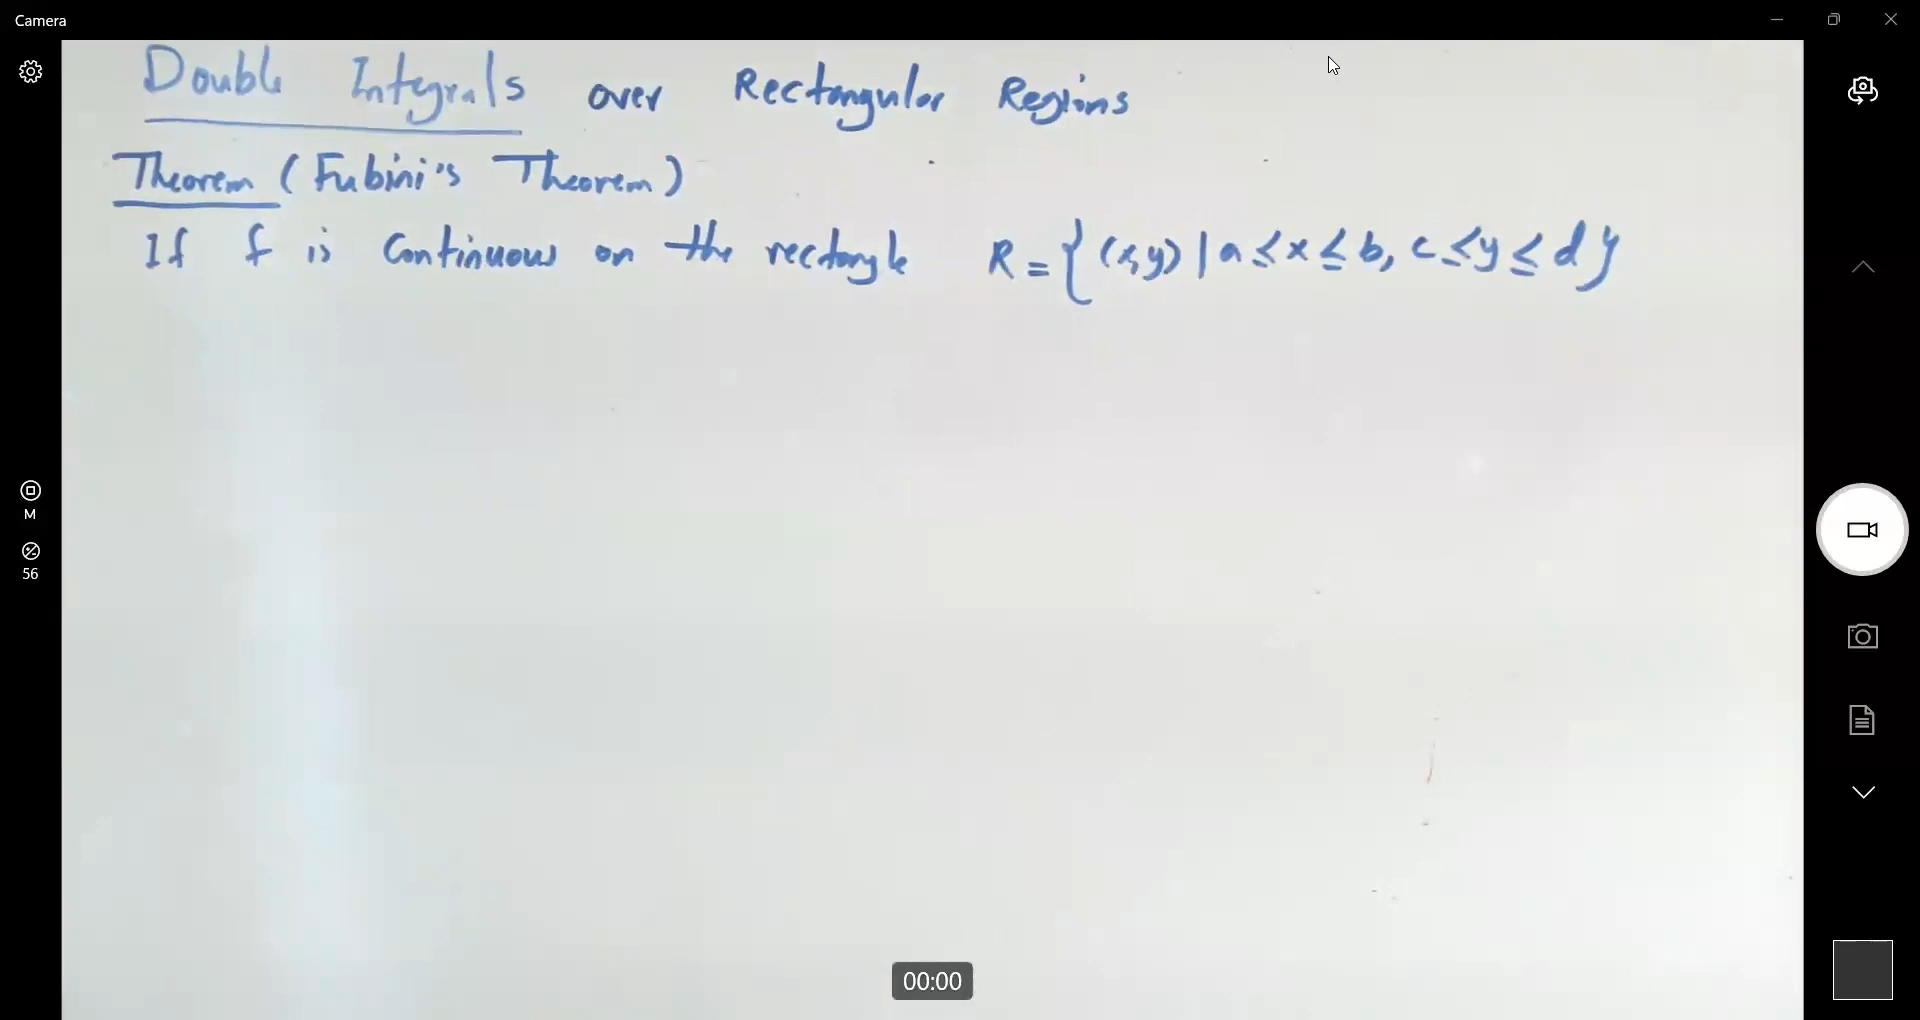 Camera
Double Integrals over Rectangular Regions
Theorem (Fubini's Theorem)
If f is continuous on the rectangle R = {(x,y) | a ≤ x ≤ b, c ≤ y ≤ d}
M
56
00:00